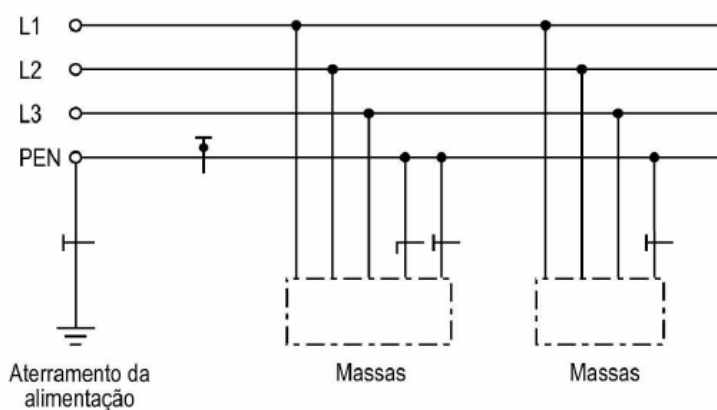 L1
L2
L3
PEN
Aterramento da
alimentação
Massas
Massas